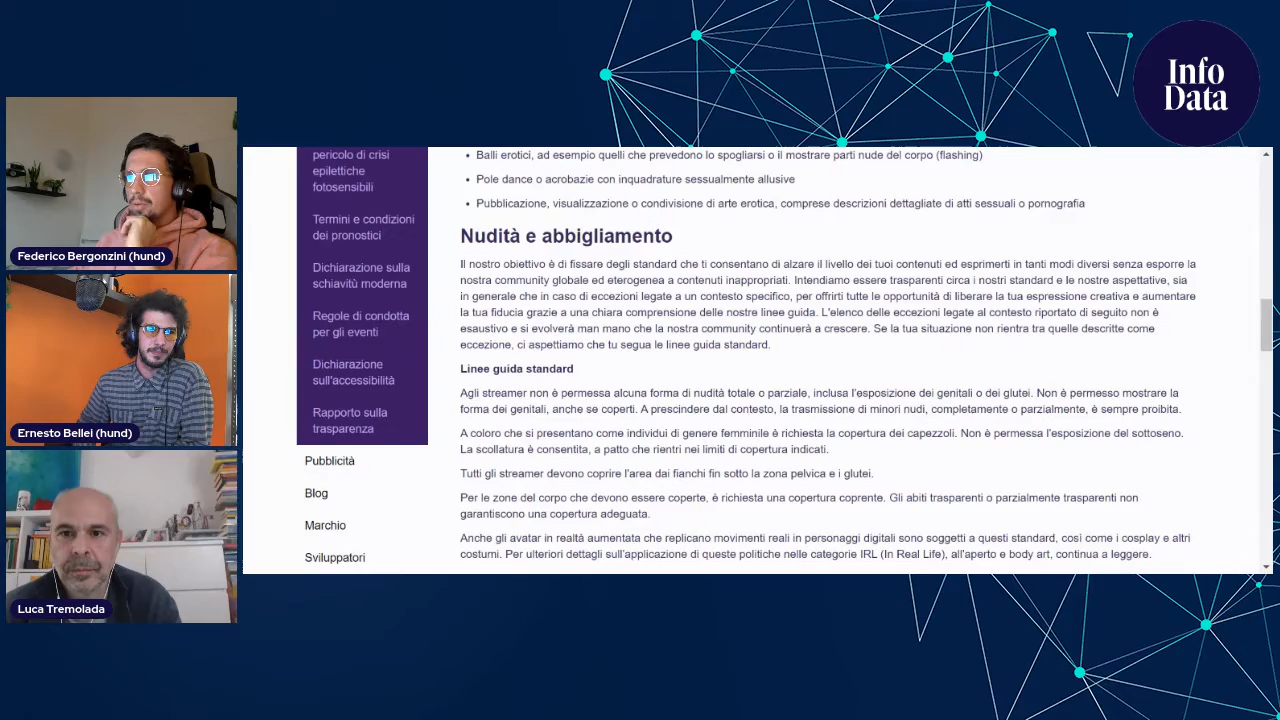 Info
Data
Federico Bergonzini (hund)
Ernesto Bellei (hund)
Luca Tremolada
pericolo di crisi
epilettiche
fotosensibili
Termini e condizioni
dei pronostici
Dichiarazione sulla
schiavitù moderna
Regole di condotta
per gli eventi
Dichiarazione
sull'accessibilità
Rapporto sulla
trasparenza
Pubblicità
Blog
Marchio
Sviluppatori
• Balli erotici, ad esempio quelli che prevedono lo spogliarsi o il mostrare parti nude del corpo (flashing)
• Pole dance o acrobazie con inquadrature sessualmente allusive
• Pubblicazione, visualizzazione o condivisione di arte erotica, comprese descrizioni dettagliate di atti sessuali o pornografia
Nudità e abbigliamento
Il nostro obiettivo è di fissare degli standard che ti consentano di alzare il livello dei tuoi contenuti ed esprimerti in tanti modi diversi senza esporre la
nostra community globale ed eterogenea a contenuti inappropriati. Intendiamo essere trasparenti circa i nostri standard e le nostre aspettative, sia
in generale che in caso di eccezioni legate a un contesto specifico, per offrirti tutte le opportunità di liberare la tua espressione creativa e aumentare
la tua fiducia grazie a una chiara comprensione delle nostre linee guida. L'elenco delle eccezioni legate al contesto riportato di seguito non è
esaustivo e si evolverà man mano che la nostra community continuerà a crescere. Se la tua situazione non rientra tra quelle descritte come
eccezione, ci aspettiamo che tu segua le linee guida standard.
Linee guida standard
Agli streamer non è permessa alcuna forma di nudità totale o parziale, inclusa l'esposizione dei genitali o dei glutei. Non è permesso mostrare la
forma dei genitali, anche se coperti. A prescindere dal contesto, la trasmissione di minori nudi, completamente o parzialmente, è sempre proibita.
A coloro che si presentano come individui di genere femminile è richiesta la copertura dei capezzoli. Non è permessa l'esposizione del sottoseno.
La scollatura è consentita, a patto che rientri nei limiti di copertura indicati.
Tutti gli streamer devono coprire l'area dai fianchi fin sotto la zona pelvica e i glutei.
Per le zone del corpo che devono essere coperte, è richiesta una copertura coprente. Gli abiti trasparenti o parzialmente trasparenti non
garantiscono una copertura adeguata.
Anche gli avatar in realtà aumentata che replicano movimenti reali in personaggi digitali sono soggetti a questi standard, così come i cosplay e altri
costumi. Per ulteriori dettagli sull'applicazione di queste politiche nelle categorie IRL (In Real Life), all'aperto e body art, continua a leggere.